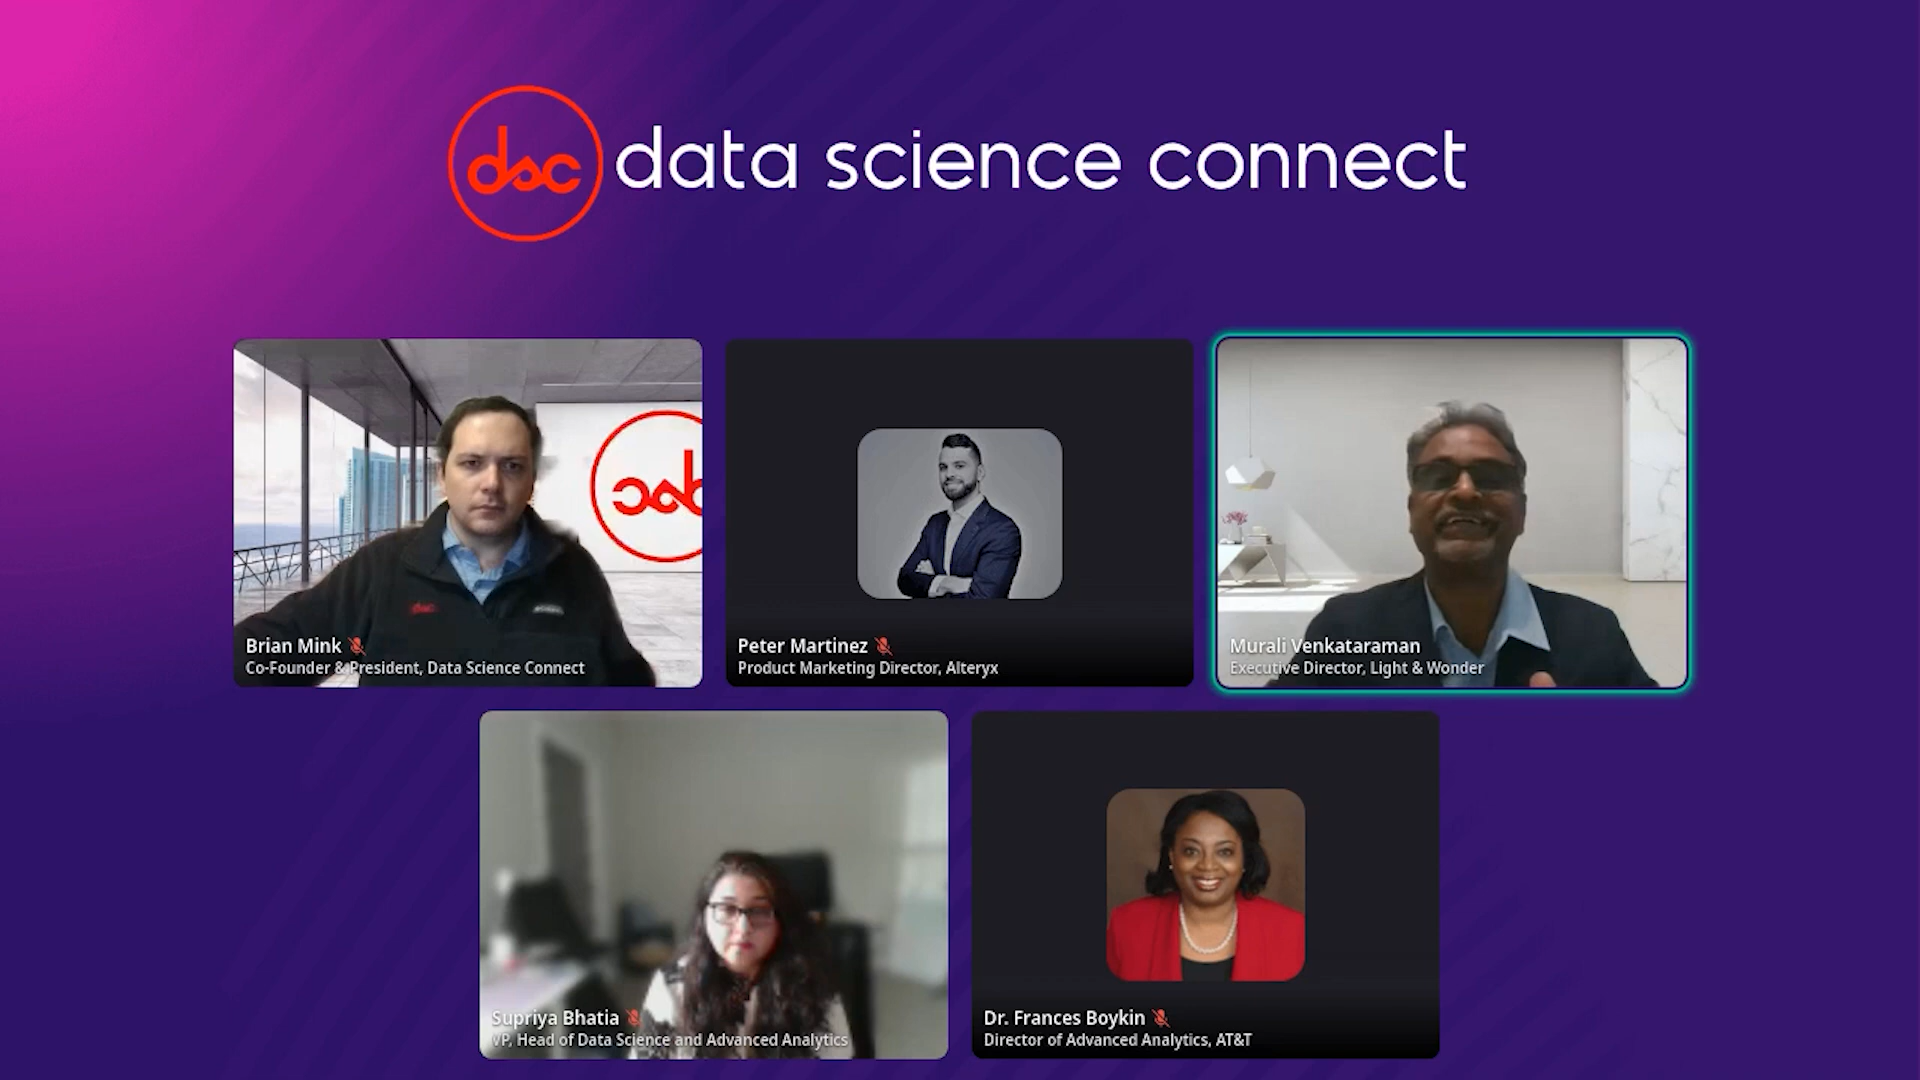 dsc data science connect
Brian Mink
Co-Founder & President, Data Science Connect
Peter Martinez
Product Marketing Director, Alteryx
Murali Venkataraman
Executive Director, Light & Wonder
dsc
dsc
Supriya Bhatia
VP, Head of Data Science and Advanced Analytics
Dr. Frances Boykin
Director of Advanced Analytics, AT&T